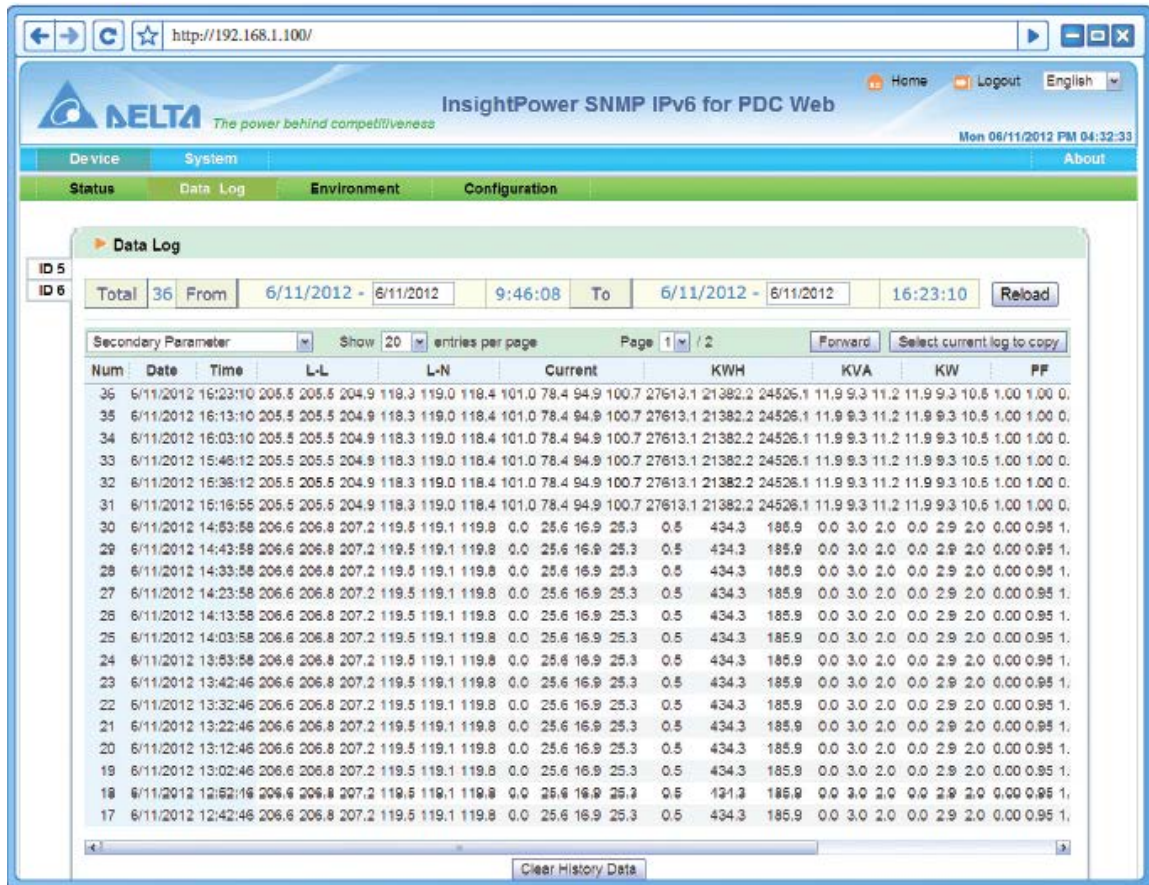 http://192.168.1.100/
Home Logout English
DELTA The power behind competitiveness InsightPower SNMP IPv6 for PDC Web
Mon 06/11/2012 PM 04:32:33
Device System About
Status Data Log Environment Configuration
Data Log
ID 5
ID 6
Total 36 From 6/11/2012 - 6/11/2012 9:46:08 To 6/11/2012 - 6/11/2012 16:23:10 Reload
Secondary Parameter Show 20 entries per page Page 1 / 2 Forward Select current log to copy
Num Date Time L-L L-N Current KWH KVA KW PF
36 6/11/2012 16:23:10 205.5 205.5 204.9 118.3 119.0 118.4 101.0 78.4 94.9 100.7 27613.1 21382.2 24526.1 11.9 9.3 11.2 11.9 9.3 10.5 1.00 1.00 0.
35 6/11/2012 16:13:10 205.5 205.5 204.9 118.3 119.0 118.4 101.0 78.4 94.9 100.7 27613.1 21382.2 24526.1 11.9 9.3 11.2 11.9 9.3 10.5 1.00 1.00 0.
34 6/11/2012 16:03:10 205.5 205.5 204.9 118.3 119.0 118.4 101.0 78.4 94.9 100.7 27613.1 21382.2 24526.1 11.9 9.3 11.2 11.9 9.3 10.5 1.00 1.00 0.
33 6/11/2012 15:46:12 205.5 205.5 204.9 118.3 119.0 118.4 101.0 78.4 94.9 100.7 27613.1 21382.2 24526.1 11.9 9.3 11.2 11.9 9.3 10.5 1.00 1.00 0.
32 6/11/2012 15:36:12 205.5 205.5 204.9 118.3 119.0 118.4 101.0 78.4 94.9 100.7 27613.1 21382.2 24526.1 11.9 9.3 11.2 11.9 9.3 10.5 1.00 1.00 0.
31 6/11/2012 15:16:55 205.5 205.5 204.9 118.3 119.0 118.4 101.0 78.4 94.9 100.7 27613.1 21382.2 24526.1 11.9 9.3 11.2 11.9 9.3 10.5 1.00 1.00 0.
30 6/11/2012 14:53:58 206.6 206.8 207.2 119.5 119.1 119.8 0.0 25.6 16.9 25.3 0.5 434.3 185.9 0.0 3.0 2.0 0.0 2.9 2.0 0.00 0.95 1.
29 6/11/2012 14:43:58 206.6 206.8 207.2 119.5 119.1 119.8 0.0 25.6 16.9 25.3 0.5 434.3 185.9 0.0 3.0 2.0 0.0 2.9 2.0 0.00 0.95 1.
28 6/11/2012 14:33:58 206.6 206.8 207.2 119.5 119.1 119.8 0.0 25.6 16.9 25.3 0.5 434.3 185.9 0.0 3.0 2.0 0.0 2.9 2.0 0.00 0.95 1.
27 6/11/2012 14:23:58 206.6 206.8 207.2 119.5 119.1 119.8 0.0 25.6 16.9 25.3 0.5 434.3 185.9 0.0 3.0 2.0 0.0 2.9 2.0 0.00 0.95 1.
26 6/11/2012 14:13:58 206.6 206.8 207.2 119.5 119.1 119.8 0.0 25.6 16.9 25.3 0.5 434.3 185.9 0.0 3.0 2.0 0.0 2.9 2.0 0.00 0.95 1.
25 6/11/2012 14:03:58 206.6 206.8 207.2 119.5 119.1 119.8 0.0 25.6 16.9 25.3 0.5 434.3 185.9 0.0 3.0 2.0 0.0 2.9 2.0 0.00 0.95 1.
24 6/11/2012 13:53:58 206.6 206.8 207.2 119.5 119.1 119.8 0.0 25.6 16.9 25.3 0.5 434.3 185.9 0.0 3.0 2.0 0.0 2.9 2.0 0.00 0.95 1.
23 6/11/2012 13:42:46 206.6 206.8 207.2 119.5 119.1 119.8 0.0 25.6 16.9 25.3 0.5 434.3 185.9 0.0 3.0 2.0 0.0 2.9 2.0 0.00 0.95 1.
22 6/11/2012 13:32:46 206.6 206.8 207.2 119.5 119.1 119.8 0.0 25.6 16.9 25.3 0.5 434.3 185.9 0.0 3.0 2.0 0.0 2.9 2.0 0.00 0.95 1.
21 6/11/2012 13:22:46 206.6 206.8 207.2 119.5 119.1 119.8 0.0 25.6 16.9 25.3 0.5 434.3 185.9 0.0 3.0 2.0 0.0 2.9 2.0 0.00 0.95 1.
20 6/11/2012 13:12:46 206.6 206.8 207.2 119.5 119.1 119.8 0.0 25.6 16.9 25.3 0.5 434.3 185.9 0.0 3.0 2.0 0.0 2.9 2.0 0.00 0.95 1.
19 6/11/2012 13:02:46 206.6 206.8 207.2 119.5 119.1 119.8 0.0 25.6 16.9 25.3 0.5 434.3 185.9 0.0 3.0 2.0 0.0 2.9 2.0 0.00 0.95 1.
18 6/11/2012 12:52:46 206.6 206.8 207.2 119.5 119.1 119.8 0.0 25.6 16.9 25.3 0.5 434.3 185.9 0.0 3.0 2.0 0.0 2.9 2.0 0.00 0.95 1.
17 6/11/2012 12:42:46 206.6 206.8 207.2 119.5 119.1 119.8 0.0 25.6 16.9 25.3 0.5 434.3 185.9 0.0 3.0 2.0 0.0 2.9 2.0 0.00 0.95 1.
Clear History Data